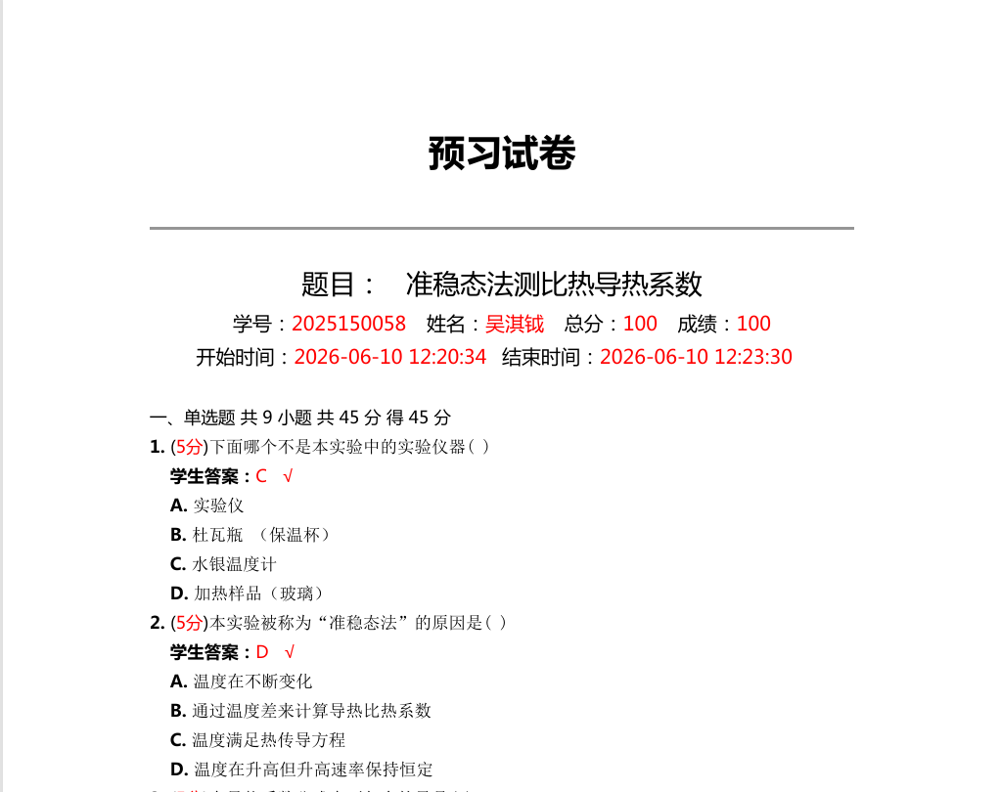 预习试卷
题目： 准稳态法测比热导热系数
学号：2025150058 姓名：吴淇钺 总分：100 成绩：100
开始时间：2026-06-10 12:20:34 结束时间：2026-06-10 12:23:30
一、单选题 共 9 小题 共 45 分 得 45 分
1. (5分)下面哪个不是本实验中的实验仪器( )
学生答案：C √
A. 实验仪
B. 杜瓦瓶 （保温杯）
C. 水银温度计
D. 加热样品（玻璃）
2. (5分)本实验被称为“准稳态法”的原因是( )
学生答案：D √
A. 温度在不断变化
B. 通过温度差来计算导热比热系数
C. 温度满足热传导方程
D. 温度在升高但升高速率保持恒定